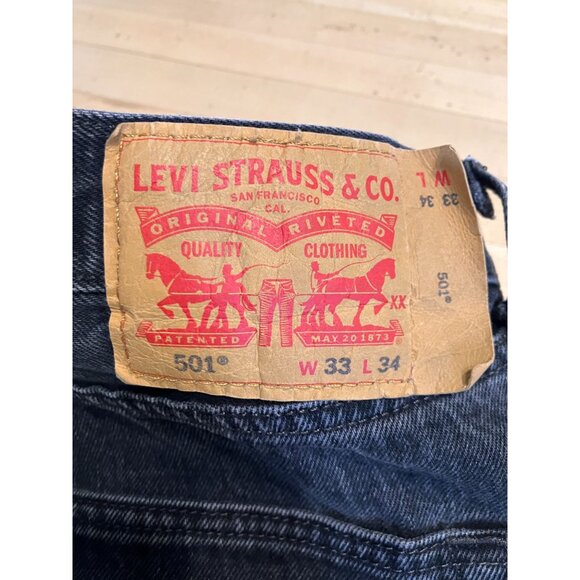 LEVI STRAUSS & CO.
SAN FRANCISCO
CAL.
ORIGINAL RIVETED
QUALITY CLOTHING
XX
PATENTED MAY 20 1873
501® W 33 L 34
W L
33 34
501®